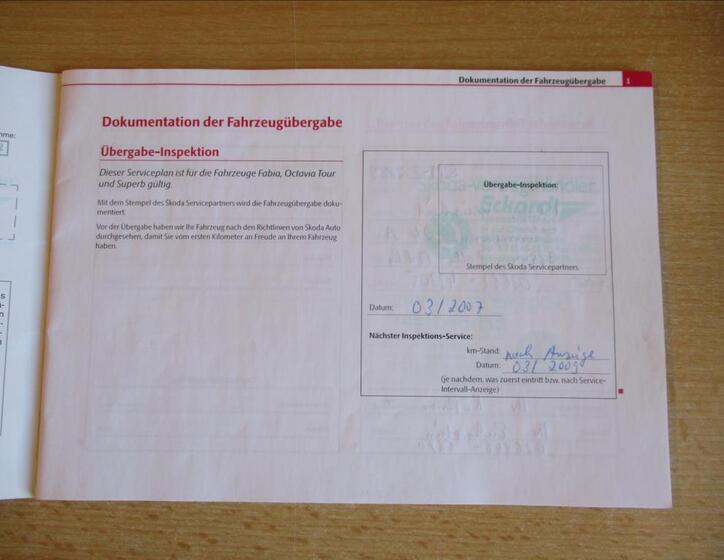 Dokumentation der Fahrzeugübergabe 1
Dokumentation der Fahrzeugübergabe
Übergabe-Inspektion
Dieser Serviceplan ist für die Fahrzeuge Fabia, Octavia Tour
und Superb gültig.
Mit dem Stempel des Škoda Servicepartners wird die Fahrzeugübergabe doku-
mentiert.
Vor der Übergabe haben wir Ihr Fahrzeug nach den Richtlinien von Škoda Auto
durchgesehen, damit Sie vom ersten Kilometer an Freude an Ihrem Fahrzeug
haben.
Übergabe-Inspektion:
Eckardt
Stempel des Škoda Servicepartners
Datum: 03/2007
Nächster Inspektions-Service:
km-Stand: nach Anzeige
Datum: 03/ 2009
(je nachdem, was zuerst eintritt bzw. nach Service-
Intervall-Anzeige)